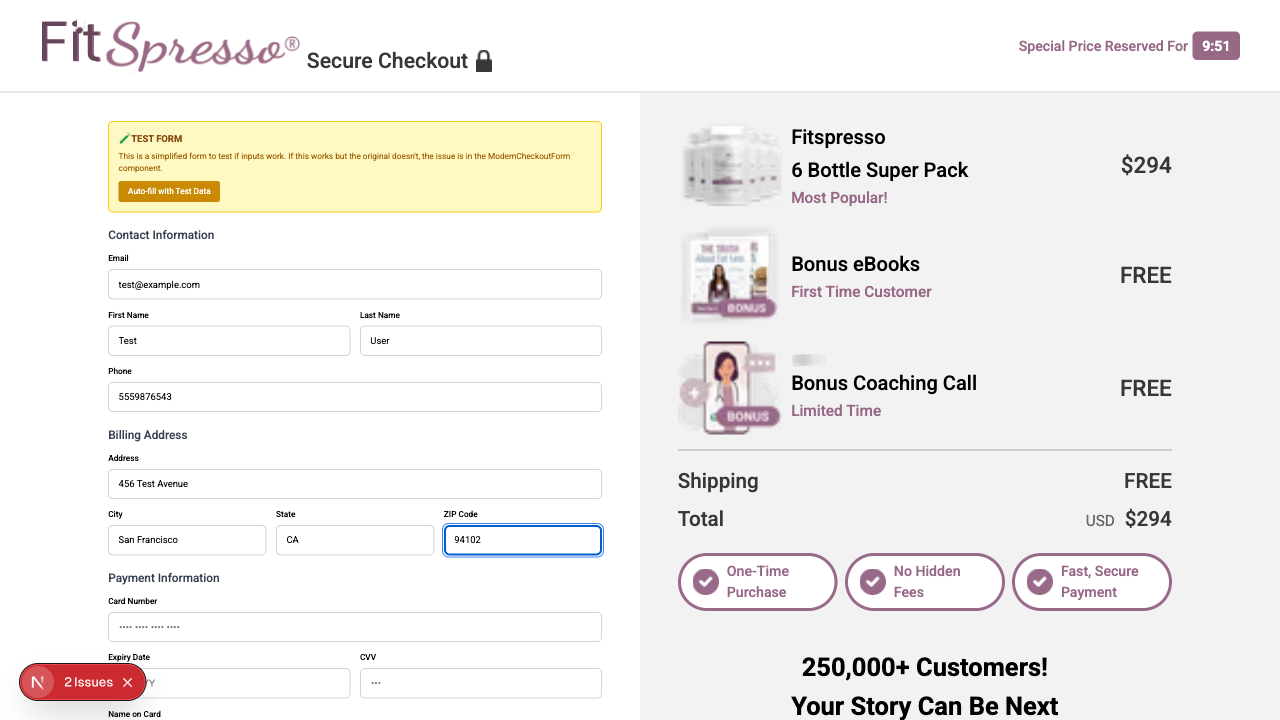 FitSpresso®
Secure Checkout
Special Price Reserved For 9:51
TEST FORM
This is a simplified form to test if inputs work. If this works but the original doesn't, the issue is in the ModernCheckoutForm
component.
Auto-fill with Test Data
Contact Information
Email
test@example.com
First Name
Last Name
Test
User
Phone
5559876543
Billing Address
Address
456 Test Avenue
City
State
ZIP Code
San Francisco
CA
94102
Payment Information
Card Number
•••• •••• •••• ••••
Expiry Date
CVV
•••
Name on Card
N 2 Issues
Fitspresso
6 Bottle Super Pack
Most Popular!
$294
THE TRUTH
About Fat Loss
BONUS
Bonus eBooks
First Time Customer
FREE
BONUS
Bonus Coaching Call
Limited Time
FREE
Shipping
FREE
Total
USD $294
One-Time
Purchase
No Hidden
Fees
Fast, Secure
Payment
250,000+ Customers!
Your Story Can Be Next